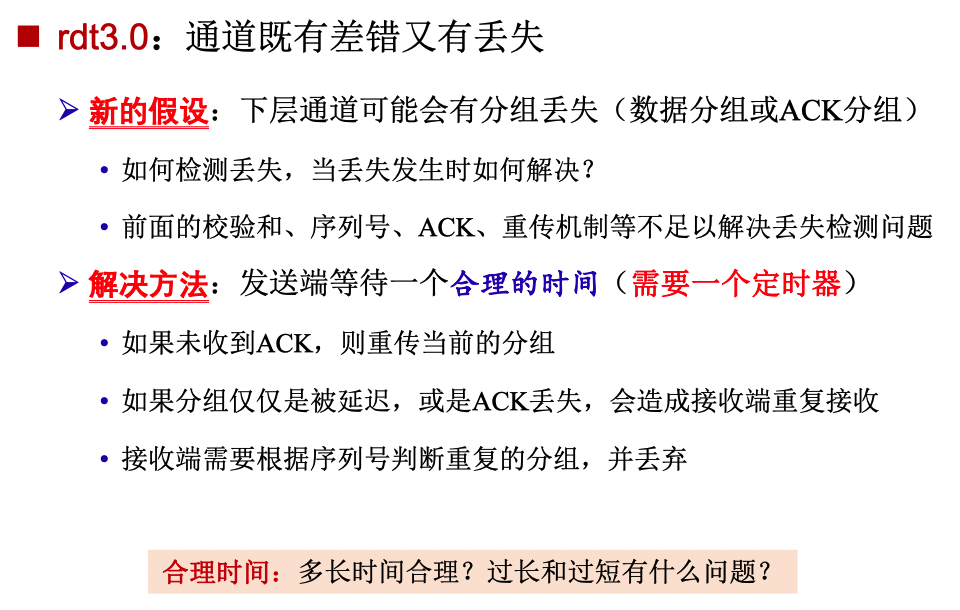 rdt3.0：通道既有差错又有丢失
新的假设：下层通道可能会有分组丢失（数据分组或ACK分组）
如何检测丢失，当丢失发生时如何解决？
前面的校验和、序列号、ACK、重传机制等不足以解决丢失检测问题
解决方法：发送端等待一个合理的时间（需要一个定时器）
如果未收到ACK，则重传当前的分组
如果分组仅仅是被延迟，或是ACK丢失，会造成接收端重复接收
接收端需要根据序列号判断重复的分组，并丢弃
合理时间：多长时间合理？过长和过短有什么问题？